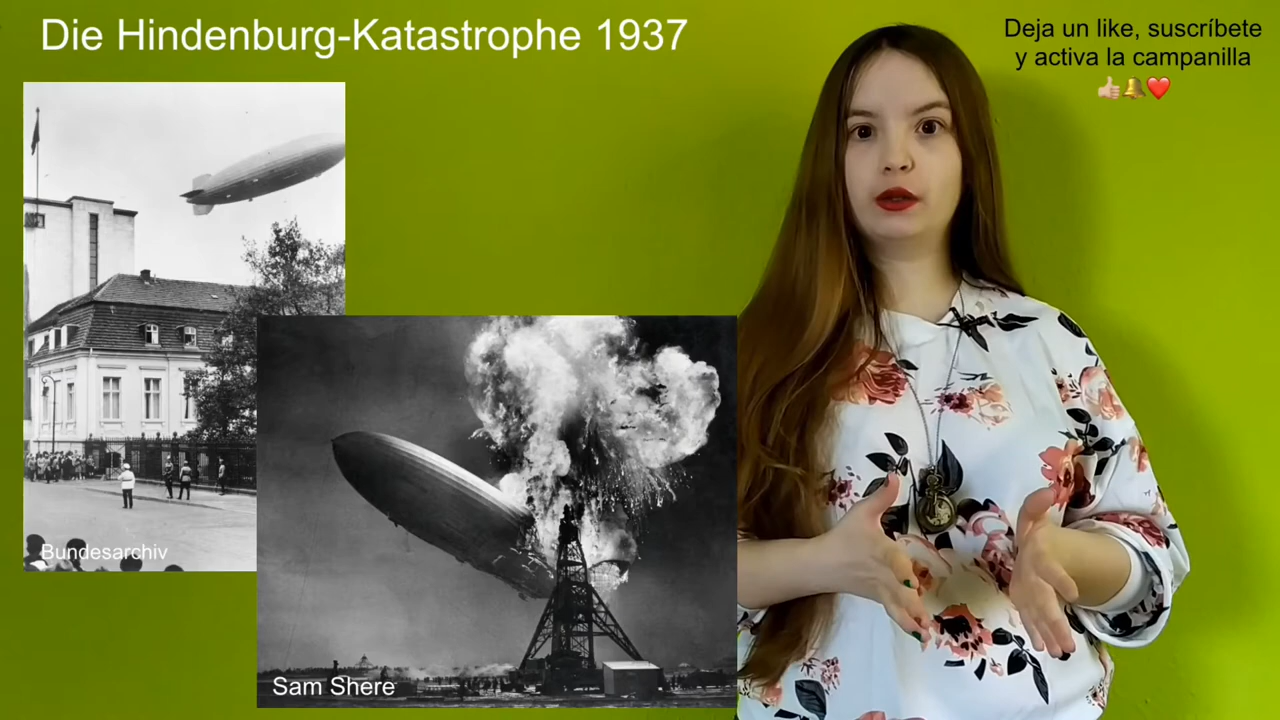 Die Hindenburg-Katastrophe 1937
Deja un like, suscríbete
y activa la campanilla
👍🏼🔔❤️
Bundesarchiv
Sam Shere